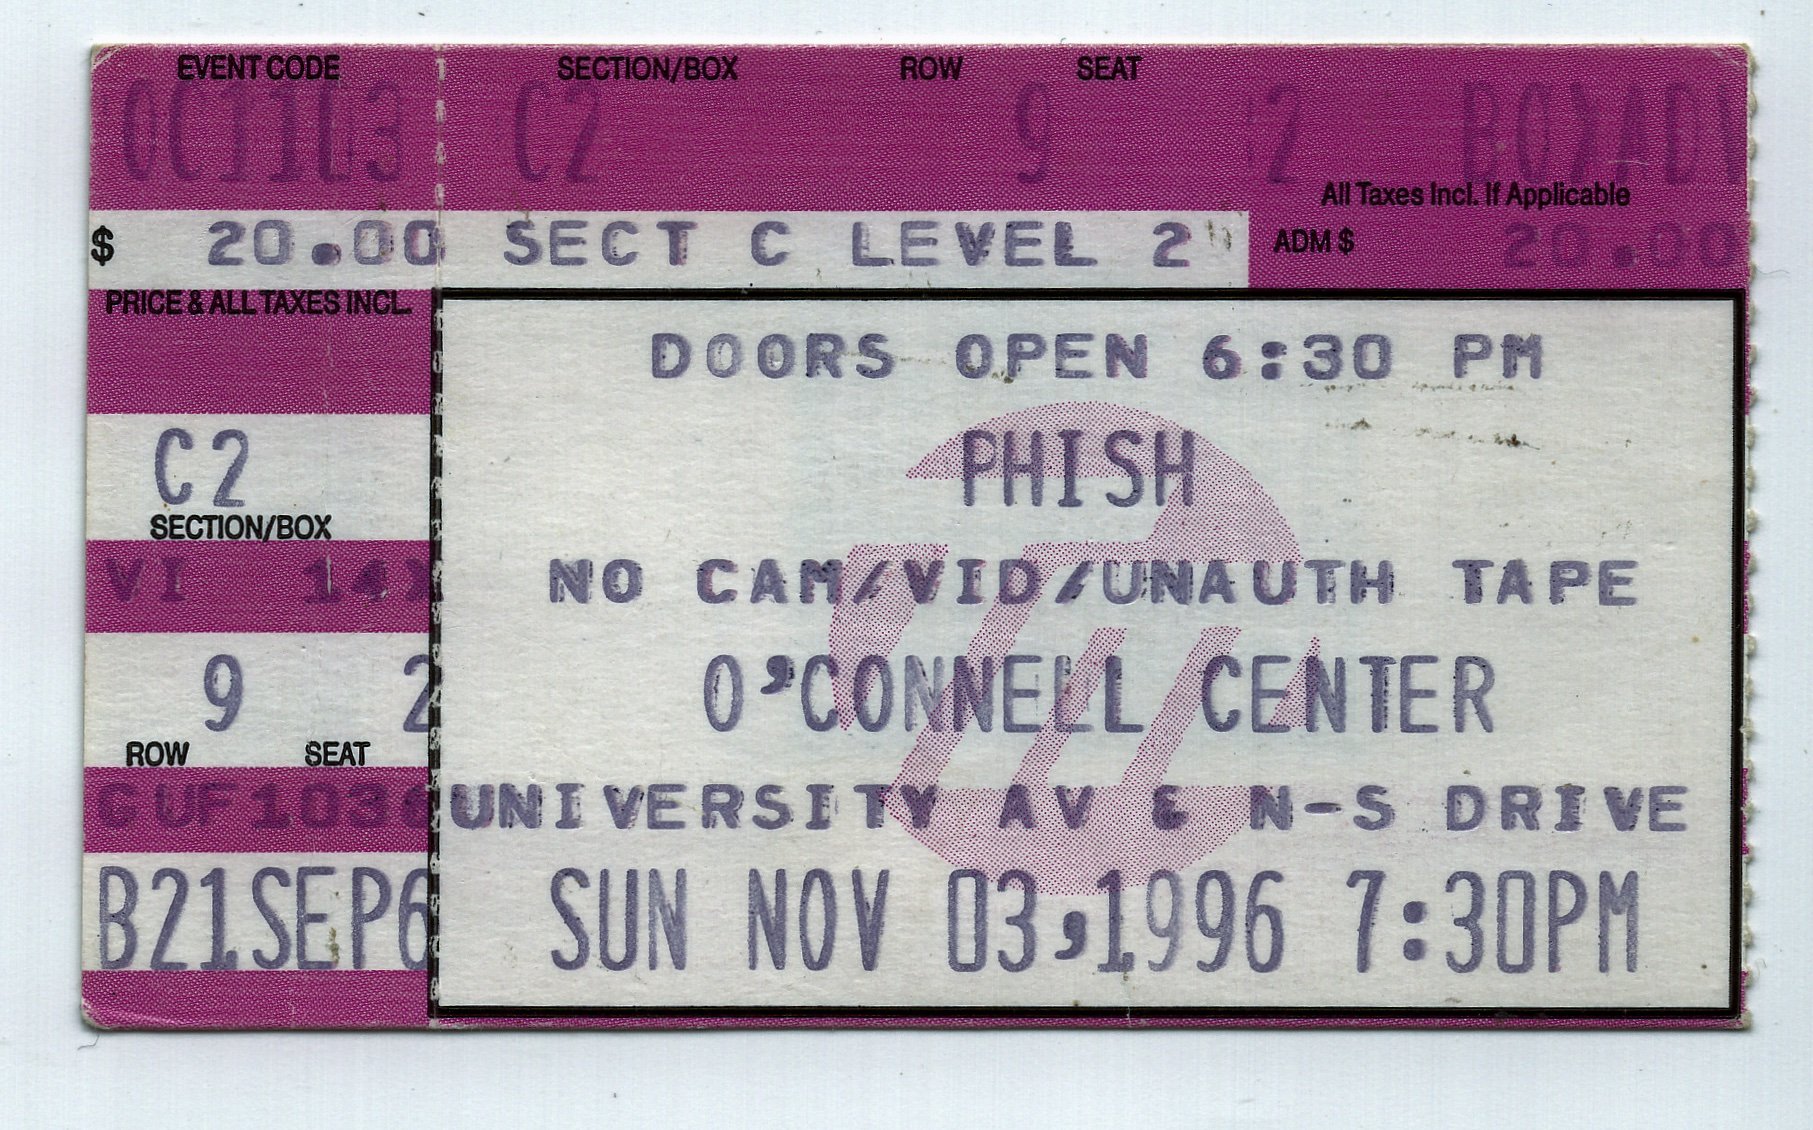 EVENT CODE SECTION/BOX ROW SEAT
OC1103 C2 9 2 BOXADV
All Taxes Incl. If Applicable
$ 20.00 SECT C LEVEL 2 ADM $ 20.00
PRICE & ALL TAXES INCL.
DOORS OPEN 6:30 PM
C2 PHISH
SECTION/BOX
VI 14X NO CAM/VID/UNAUTH TAPE
9 2 O'CONNELL CENTER
ROW SEAT
UNIVERSITY AV & N-S DRIVE
B21SEP6 SUN NOV 03,1996 7:30PM